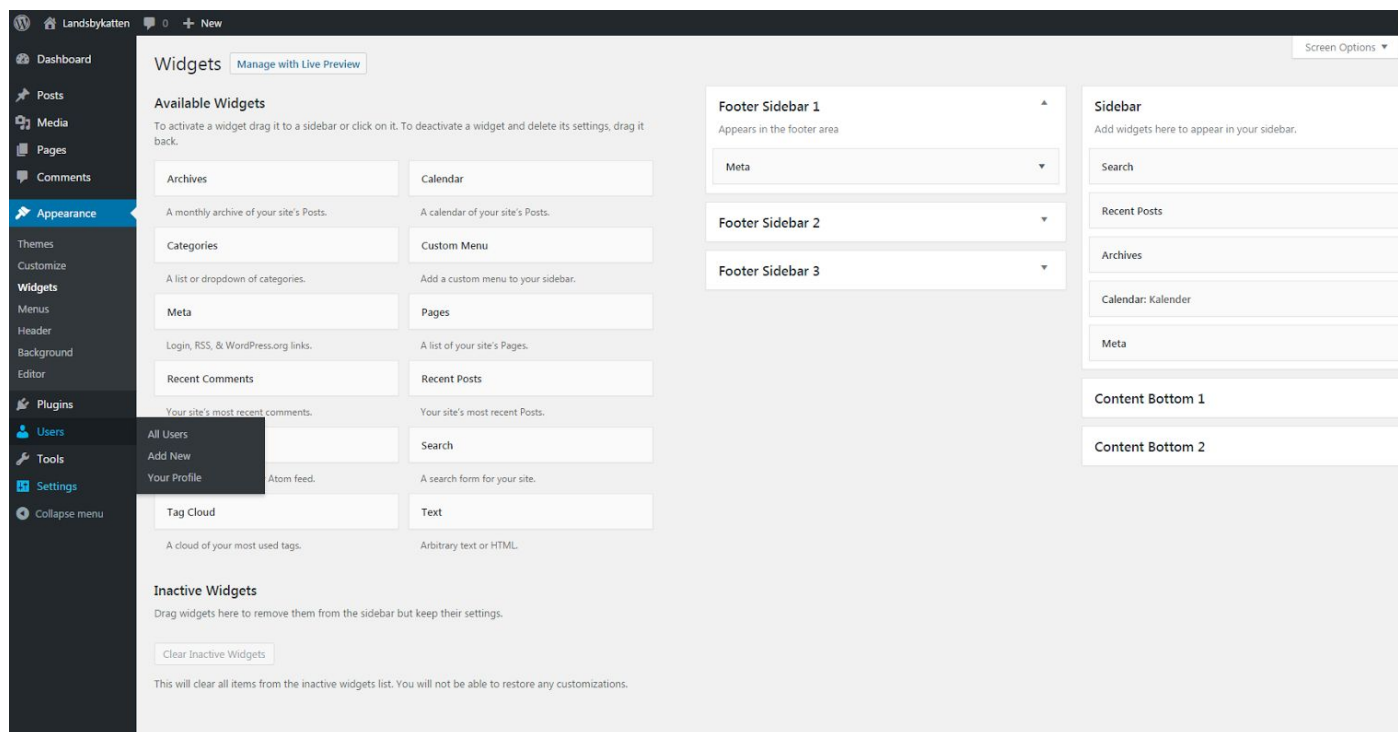 Landsbykatten 0 New
Screen Options
Dashboard
Posts
Media
Pages
Comments
Appearance
Themes
Customize
Widgets
Menus
Header
Background
Editor
Plugins
Users
Tools
Settings
Collapse menu
All Users
Add New
Your Profile
Widgets Manage with Live Preview
Available Widgets
To activate a widget drag it to a sidebar or click on it. To deactivate a widget and delete its settings, drag it
back.
Archives
A monthly archive of your site's Posts.
Calendar
A calendar of your site's Posts.
Categories
A list or dropdown of categories.
Custom Menu
Add a custom menu to your sidebar.
Meta
Login, RSS, & WordPress.org links.
Pages
A list of your site's Pages.
Recent Comments
Your site's most recent comments.
Recent Posts
Your site's most recent Posts.
Atom feed.
Search
A search form for your site.
Tag Cloud
A cloud of your most used tags.
Text
Arbitrary text or HTML.
Inactive Widgets
Drag widgets here to remove them from the sidebar but keep their settings.
Clear Inactive Widgets
This will clear all items from the inactive widgets list. You will not be able to restore any customizations.
Footer Sidebar 1
Appears in the footer area
Meta
Footer Sidebar 2
Footer Sidebar 3
Sidebar
Add widgets here to appear in your sidebar.
Search
Recent Posts
Archives
Calendar: Kalender
Meta
Content Bottom 1
Content Bottom 2